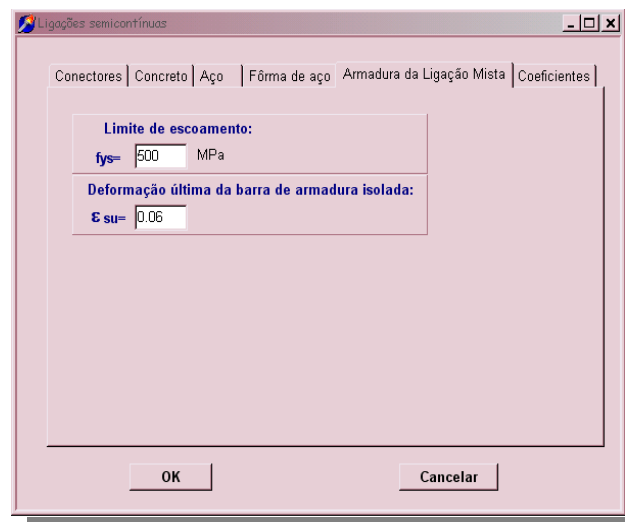 Ligações semicontínuas
Conectores Concreto Aço Fôrma de aço Armadura da Ligação Mista Coeficientes
Limite de escoamento:
fys= 500 MPa
Deformação última da barra de armadura isolada:
ε su= 0.06
OK Cancelar